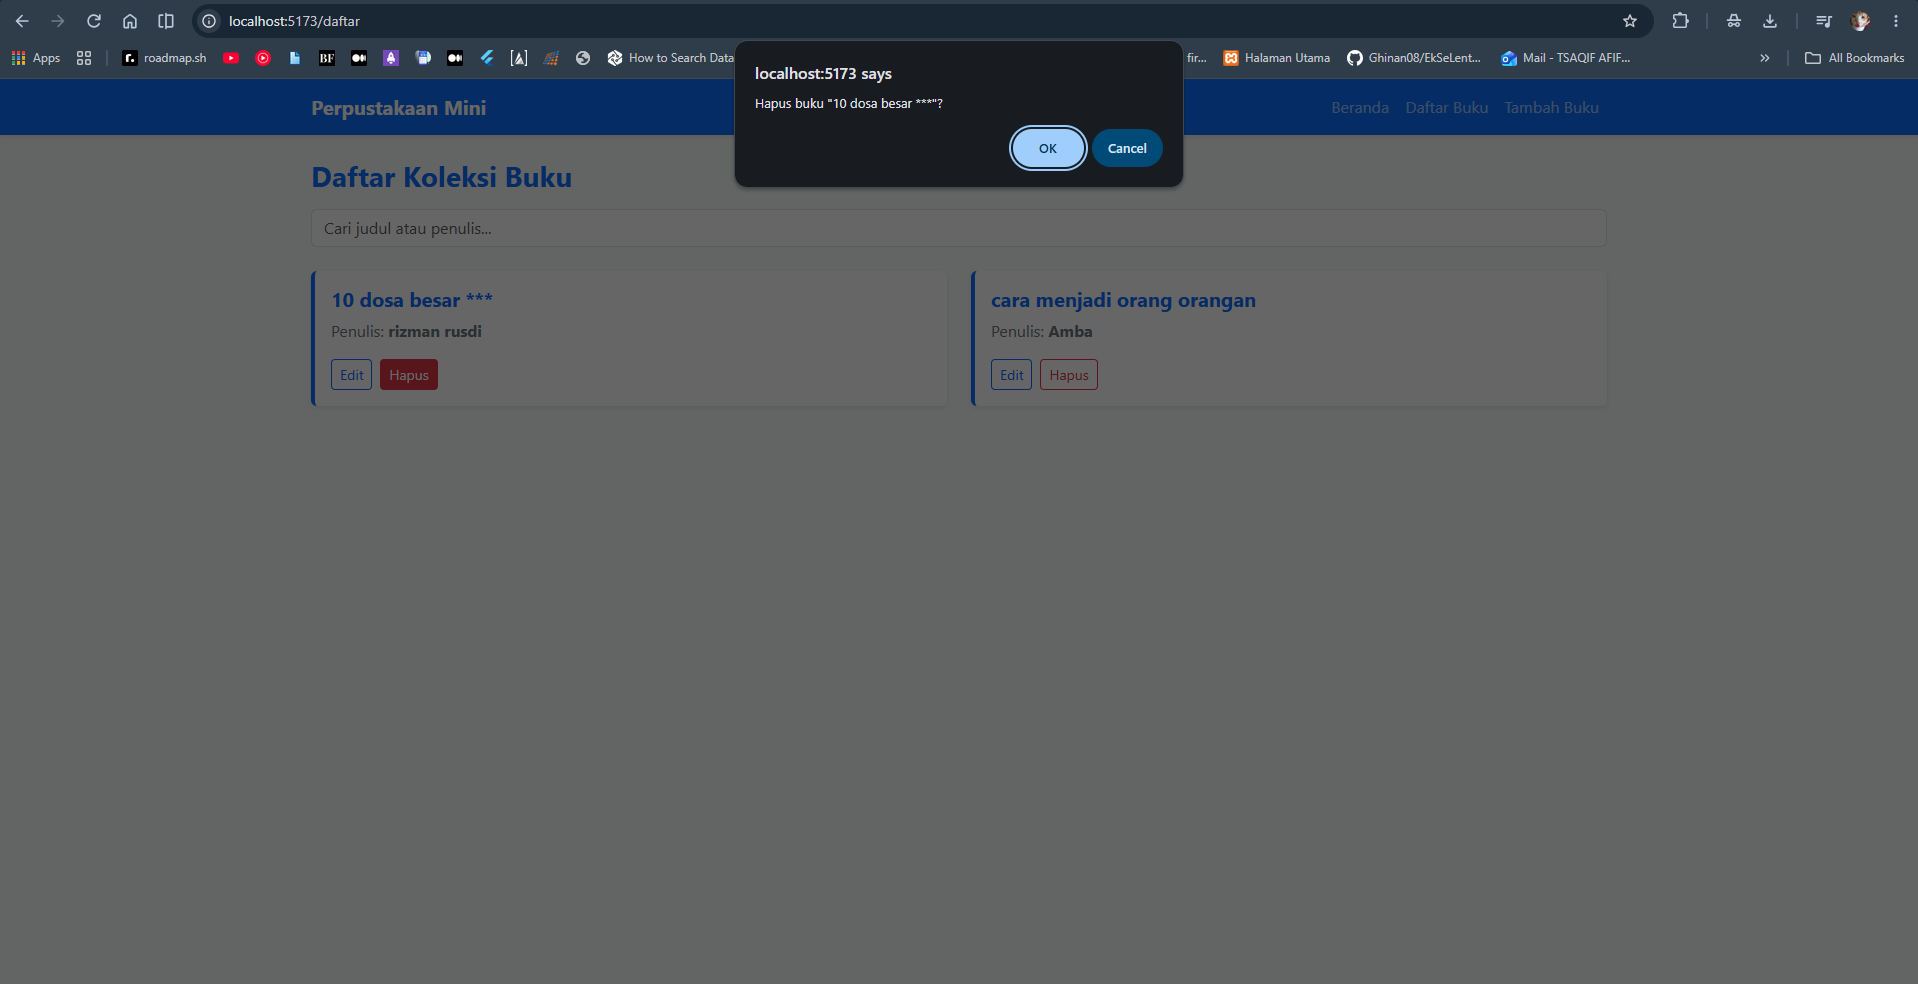 localhost:5173/daftar
Apps roadmap.sh BF How to Search Data fir... Halaman Utama Ghinan08/EkSeLent... Mail - TSAQIF AFIF... » All Bookmarks
localhost:5173 says
Hapus buku "10 dosa besar ***"?
OK Cancel
Perpustakaan Mini Beranda Daftar Buku Tambah Buku
Daftar Koleksi Buku
Cari judul atau penulis...
10 dosa besar ***
Penulis: rizman rusdi
Edit Hapus
cara menjadi orang orangan
Penulis: Amba
Edit Hapus